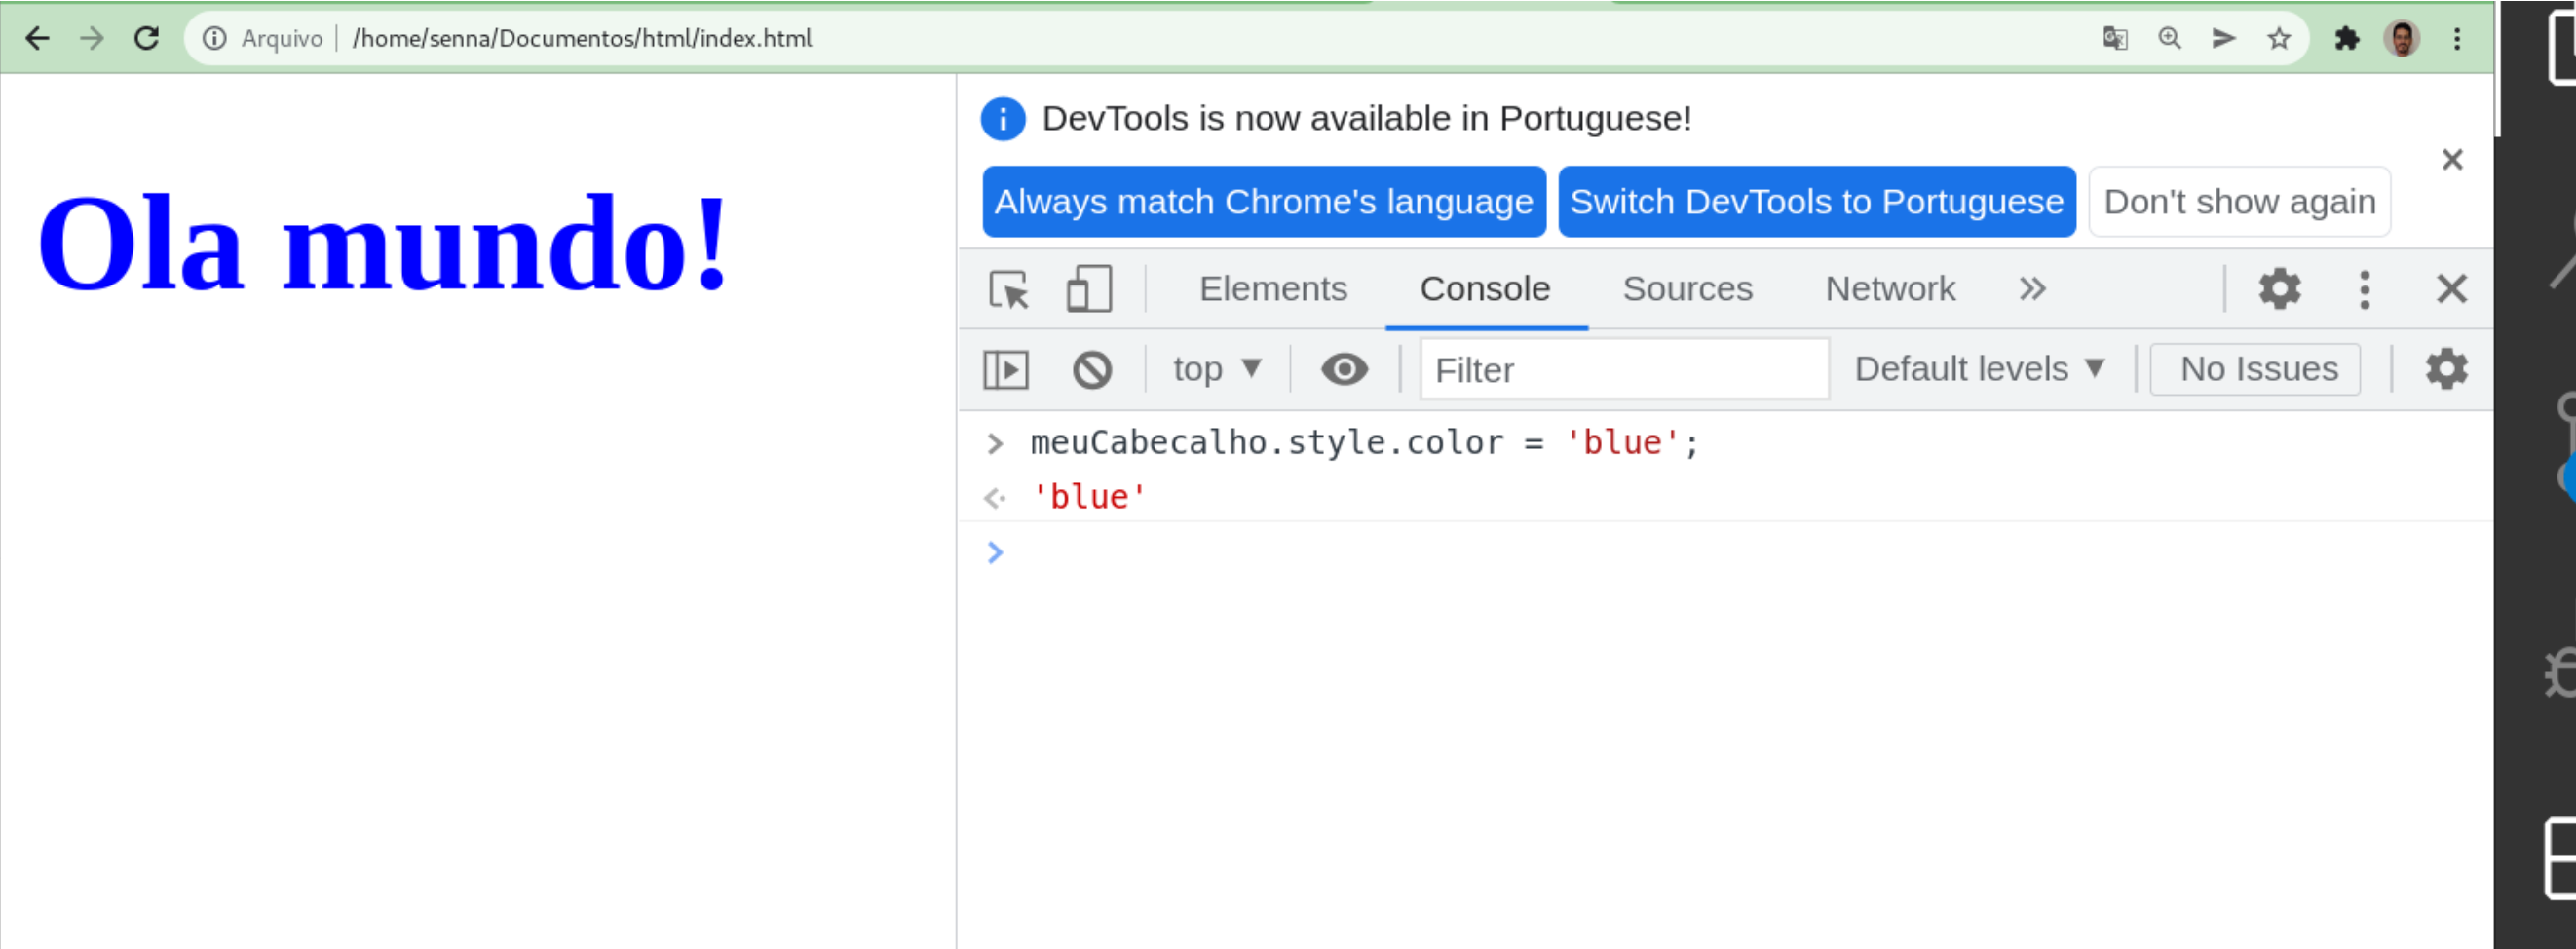 Arquivo /home/senna/Documentos/html/index.html
Ola mundo!
DevTools is now available in Portuguese!
Always match Chrome's language Switch DevTools to Portuguese Don't show again
Elements Console Sources Network
top Filter Default levels No Issues
meuCabecalho.style.color = 'blue';
'blue'